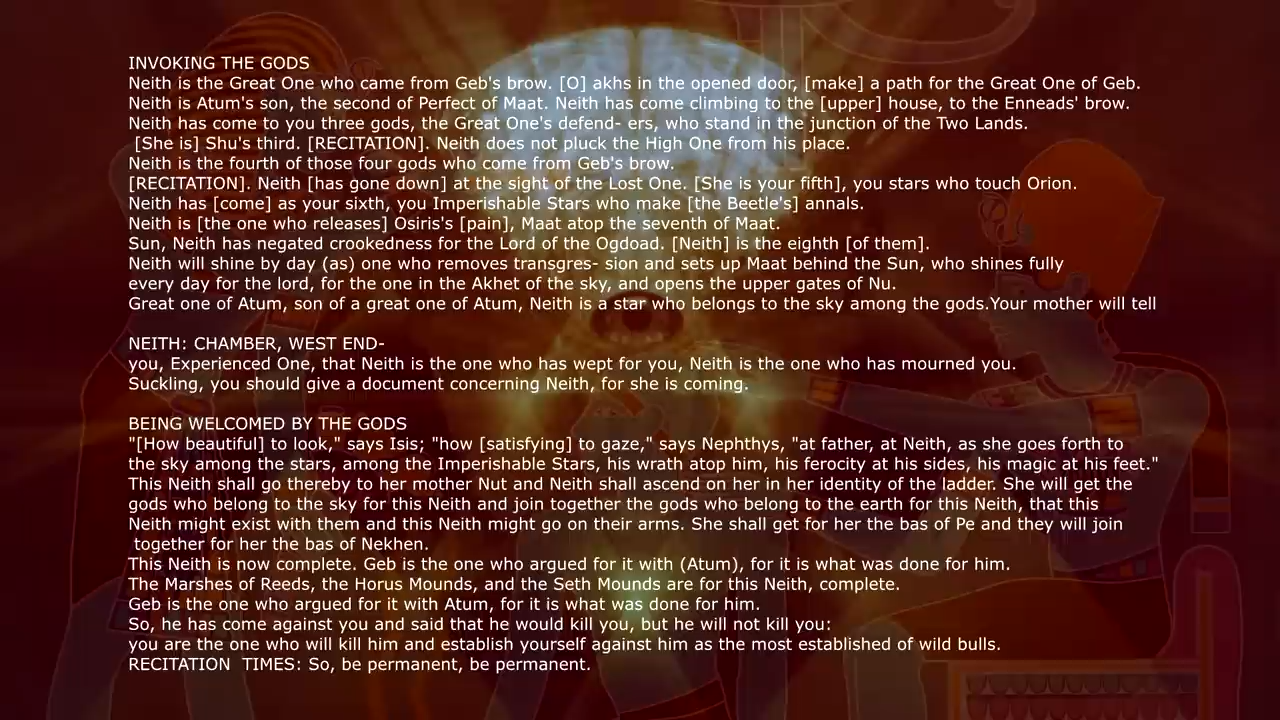 INVOKING THE GODS
Neith is the Great One who came from Geb's brow. [O] akhs in the opened door, [make] a path for the Great One of Geb.
Neith is Atum's son, the second of Perfect of Maat. Neith has come climbing to the [upper] house, to the Enneads' brow.
Neith has come to you three gods, the Great One's defend- ers, who stand in the junction of the Two Lands.
[She is] Shu's third. [RECITATION]. Neith does not pluck the High One from his place.
Neith is the fourth of those four gods who come from Geb's brow.
[RECITATION]. Neith [has gone down] at the sight of the Lost One. [She is your fifth], you stars who touch Orion.
Neith has [come] as your sixth, you Imperishable Stars who make [the Beetle's] annals.
Neith is [the one who releases] Osiris's [pain], Maat atop the seventh of Maat.
Sun, Neith has negated crookedness for the Lord of the Ogdoad. [Neith] is the eighth [of them].
Neith will shine by day (as) one who removes transgres- sion and sets up Maat behind the Sun, who shines fully
every day for the lord, for the one in the Akhet of the sky, and opens the upper gates of Nu.
Great one of Atum, son of a great one of Atum, Neith is a star who belongs to the sky among the gods.Your mother will tell
NEITH: CHAMBER, WEST END-
you, Experienced One, that Neith is the one who has wept for you, Neith is the one who has mourned you.
Suckling, you should give a document concerning Neith, for she is coming.
BEING WELCOMED BY THE GODS
"[How beautiful] to look," says Isis; "how [satisfying] to gaze," says Nephthys, "at father, at Neith, as she goes forth to
the sky among the stars, among the Imperishable Stars, his wrath atop him, his ferocity at his sides, his magic at his feet."
This Neith shall go thereby to her mother Nut and Neith shall ascend on her in her identity of the ladder. She will get the
gods who belong to the sky for this Neith and join together the gods who belong to the earth for this Neith, that this
Neith might exist with them and this Neith might go on their arms. She shall get for her the bas of Pe and they will join
together for her the bas of Nekhen.
This Neith is now complete. Geb is the one who argued for it with (Atum), for it is what was done for him.
The Marshes of Reeds, the Horus Mounds, and the Seth Mounds are for this Neith, complete.
Geb is the one who argued for it with Atum, for it is what was done for him.
So, he has come against you and said that he would kill you, but he will not kill you:
you are the one who will kill him and establish yourself against him as the most established of wild bulls.
RECITATION  TIMES: So, be permanent, be permanent.